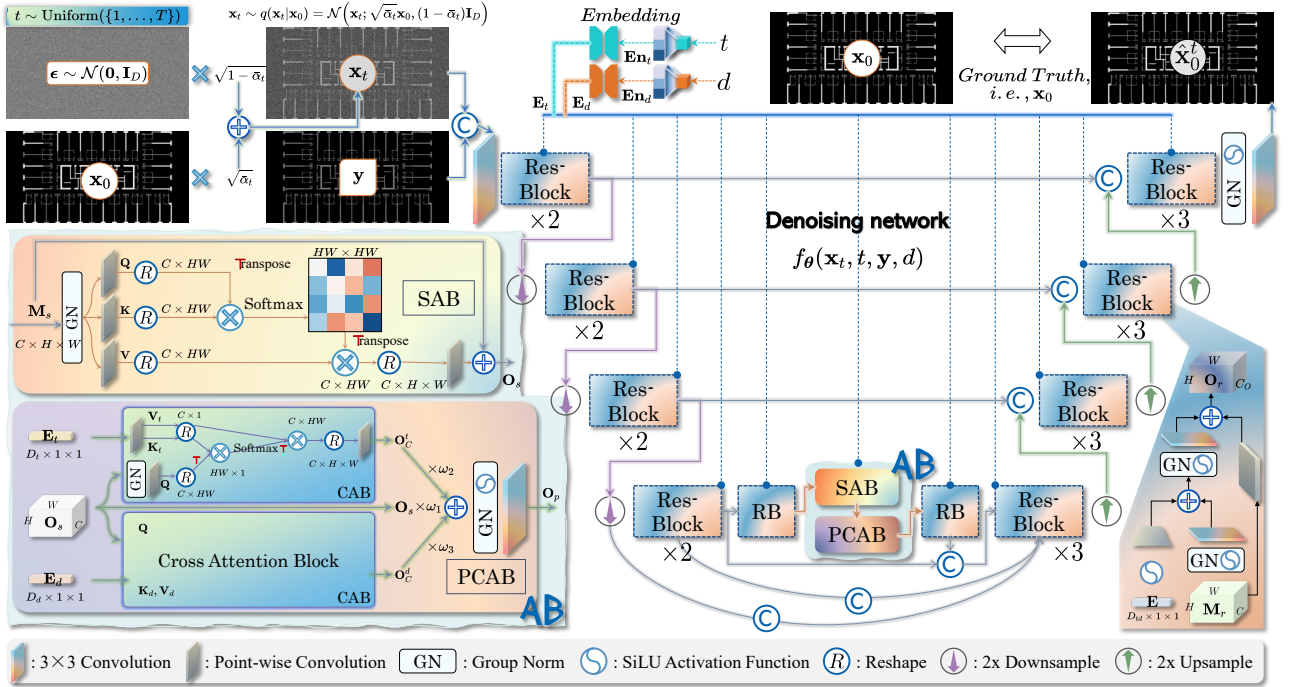 t ∼ Uniform({1, . . . , T})
x_t ∼ q(x_t|x_0) = 𝒩(x_t; √ᾱ_t x_0, (1 − ᾱ_t)I_D)
ϵ ∼ 𝒩(0, I_D)
√1 − ᾱ_t
x_t
x_0
√ᾱ_t
y
C
Embedding
En_t
t
En_d
d
E_t
E_d
x_0
Ground Truth,
i.e., x_0
x̂_0^t
Res-
Block
×2
C
Res-
Block
×3
GN
Denoising network
f_θ(x_t, t, y, d)
Res-
Block
×2
C
Res-
Block
×3
Res-
Block
×2
C
Res-
Block
×3
Res-
Block
×2
RB
SAB
PCAB
AB
RB
Res-
Block
×3
C
C
C
M_s
C × H × W
GN
Q
R
C × HW
Transpose
HW × HW
SAB
K
R
C × HW
Softmax
V
R
C × HW
Transpose
C × HW
R
C × H × W
O_s
E_t
D_t × 1 × 1
V_t
C × 1
K_t
R
Softmax
T
C × HW
R
C × H × W
O_C^t
GN
Q
R
T
HW × 1
C × HW
CAB
×ω_2
W
H
O_s
C
O_s ×ω_1
GN
O_p
Q
Cross Attention Block
×ω_3
E_d
D_d × 1 × 1
K_d, V_d
CAB
O_C^d
PCAB
AB
W
H
O_r
C_O
GN
GN
E
D_td × 1 × 1
W
H
M_r
C
: 3×3 Convolution
: Point-wise Convolution
GN : Group Norm
: SiLU Activation Function
R : Reshape
: 2x Downsample
: 2x Upsample